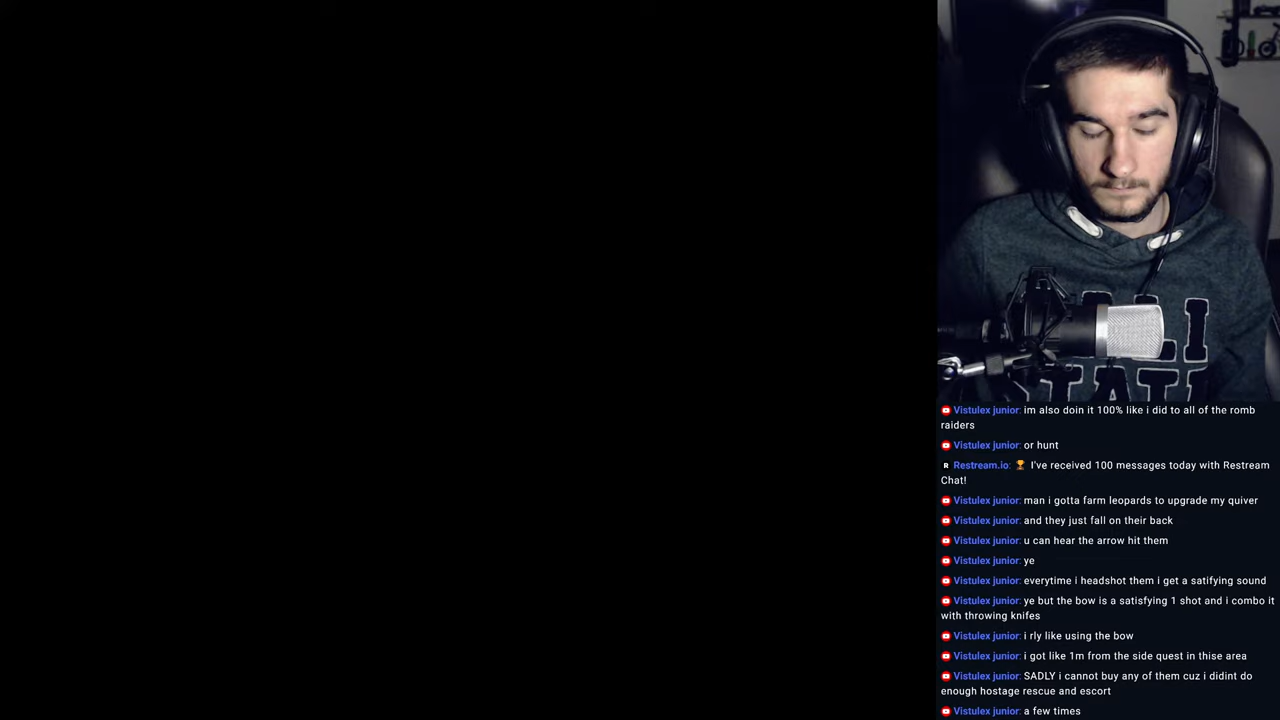 Vistulex junior: im also doin it 100% like i did to all of the romb
raiders
Vistulex junior: or hunt
Restream.io: 🏆 I've received 100 messages today with Restream
Chat!
Vistulex junior: man i gotta farm leopards to upgrade my quiver
Vistulex junior: and they just fall on their back
Vistulex junior: u can hear the arrow hit them
Vistulex junior: ye
Vistulex junior: everytime i headshot them i get a satifying sound
Vistulex junior: ye but the bow is a satisfying 1 shot and i combo it
with throwing knifes
Vistulex junior: i rly like using the bow
Vistulex junior: i got like 1m from the side quest in thise area
Vistulex junior: SADLY i cannot buy any of them cuz i didint do
enough hostage rescue and escort
Vistulex junior: a few times